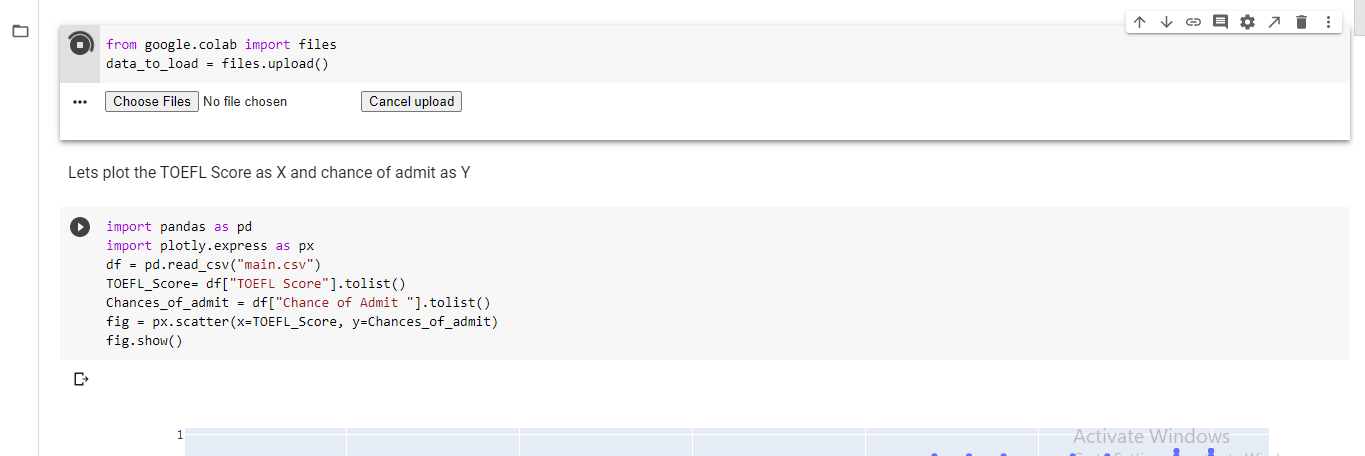 from google.colab import files
data_to_load = files.upload()
Choose Files No file chosen Cancel upload
Lets plot the TOEFL Score as X and chance of admit as Y
import pandas as pd
import plotly.express as px
df = pd.read_csv("main.csv")
TOEFL_Score= df["TOEFL Score"].tolist()
Chances_of_admit = df["Chance of Admit "].tolist()
fig = px.scatter(x=TOEFL_Score, y=Chances_of_admit)
fig.show()
1
Activate Windows